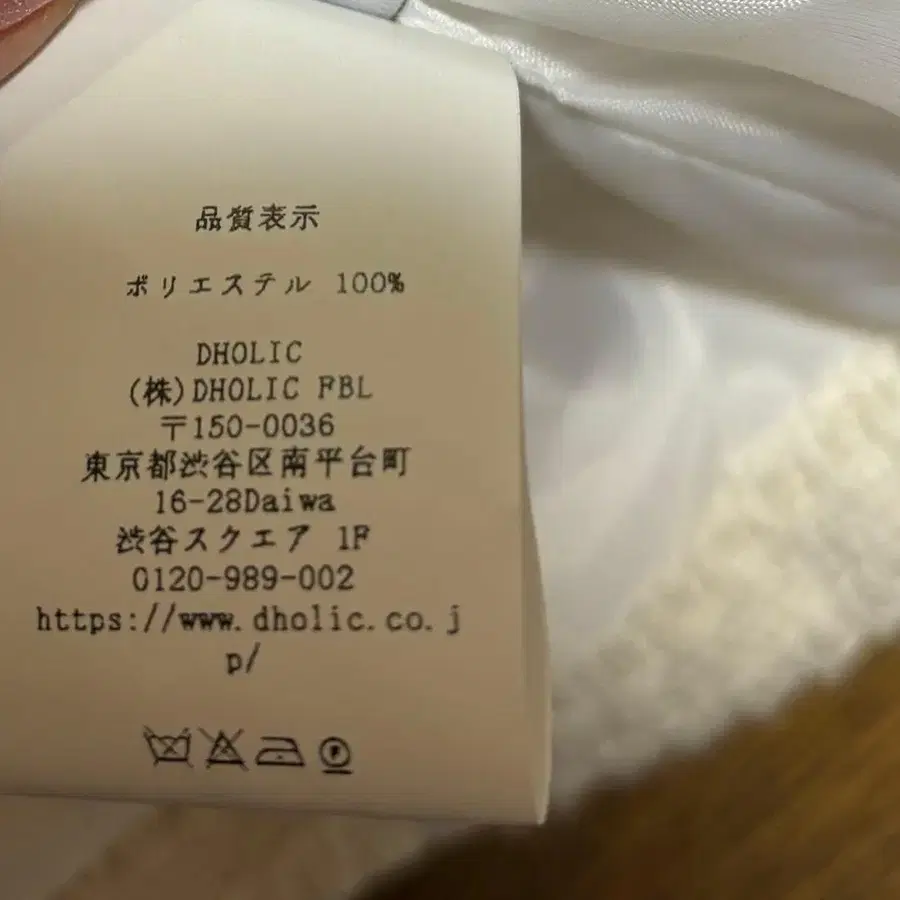 品質表示
ポリエステル 100%
DHOLIC
(株)DHOLIC FBL
〒150-0036
東京都渋谷区南平台町
16-28Daiwa
渋谷スクエア 1F
0120-989-002
https://www.dholic.co.j
p/
P